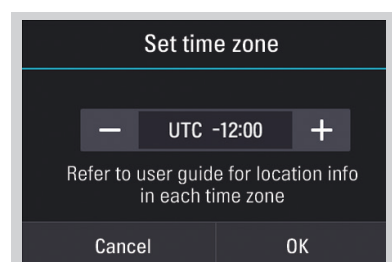 Set time zone
− UTC -12:00 +
Refer to user guide for location info
in each time zone
Cancel OK